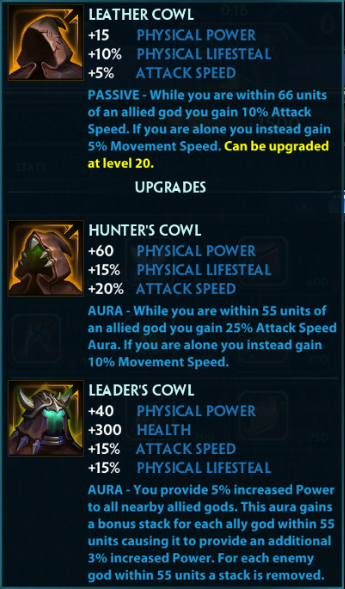 LEATHER COWL
+15 PHYSICAL POWER
+10% PHYSICAL LIFESTEAL
+5% ATTACK SPEED
PASSIVE - While you are within 66 units
of an allied god you gain 10% Attack
Speed. If you are alone you instead gain
5% Movement Speed. Can be upgraded
at level 20.
UPGRADES
HUNTER'S COWL
+60 PHYSICAL POWER
+15% PHYSICAL LIFESTEAL
+20% ATTACK SPEED
AURA - While you are within 55 units of
an allied god you gain 25% Attack Speed
Aura. If you are alone you instead gain
10% Movement Speed.
LEADER'S COWL
+40 PHYSICAL POWER
+300 HEALTH
+15% ATTACK SPEED
+15% PHYSICAL LIFESTEAL
AURA - You provide 5% increased Power
to all nearby allied gods. This aura gains
a bonus stack for each ally god within 55
units causing it to provide an additional
3% increased Power. For each enemy
god within 55 units a stack is removed.